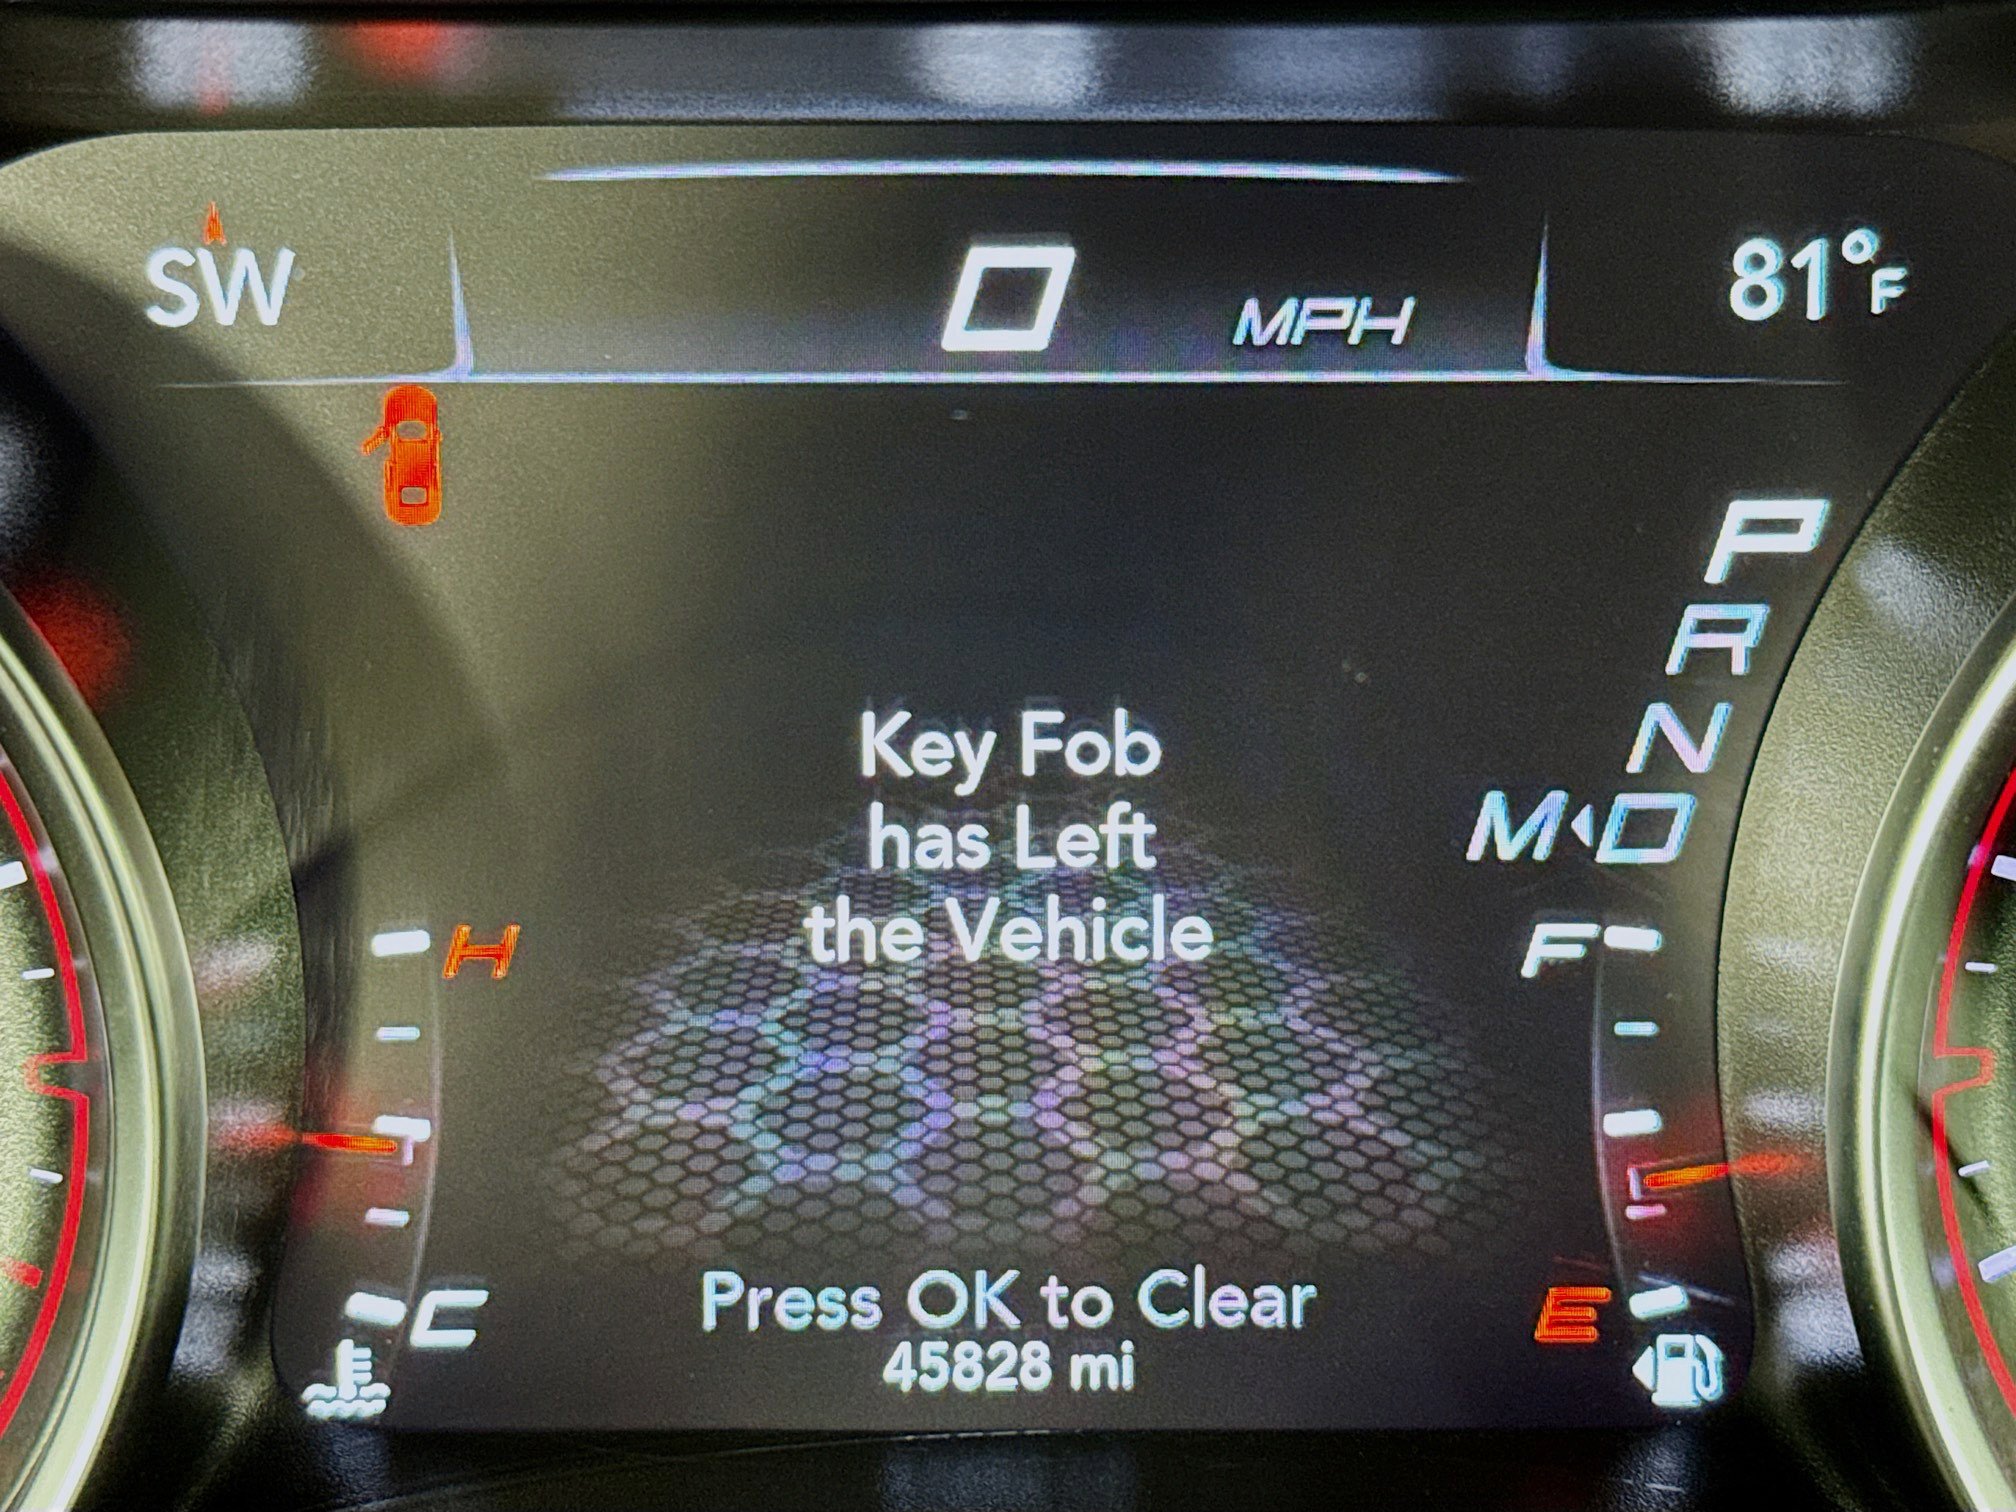 SW
0 MPH
81°F
P
R
N
M D
Key Fob
has Left
the Vehicle
H
F
C
E
Press OK to Clear
45828 mi